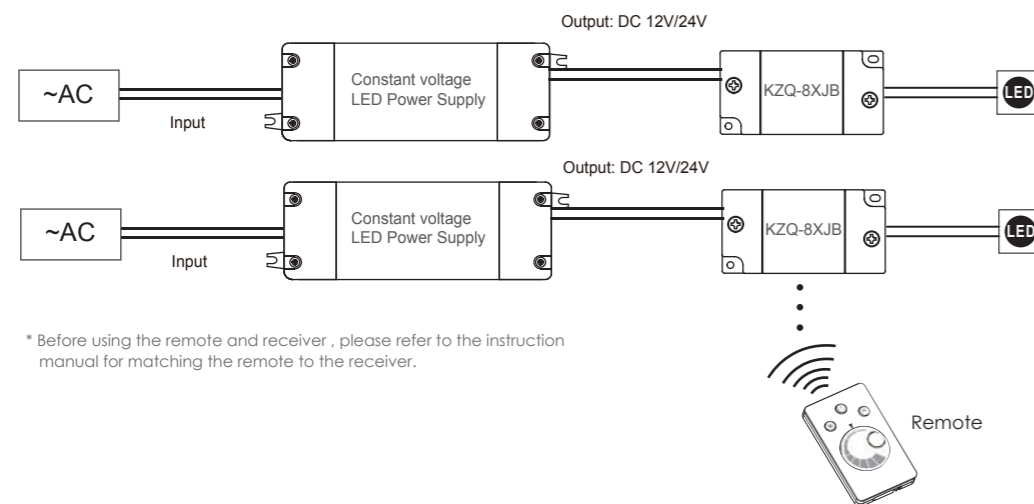 Output: DC 12V/24V
~AC
Input
Constant voltage
LED Power Supply
KZQ-8XJB
LED
Output: DC 12V/24V
~AC
Input
Constant voltage
LED Power Supply
KZQ-8XJB
LED
* Before using the remote and receiver , please refer to the instruction
manual for matching the remote to the receiver.
Remote